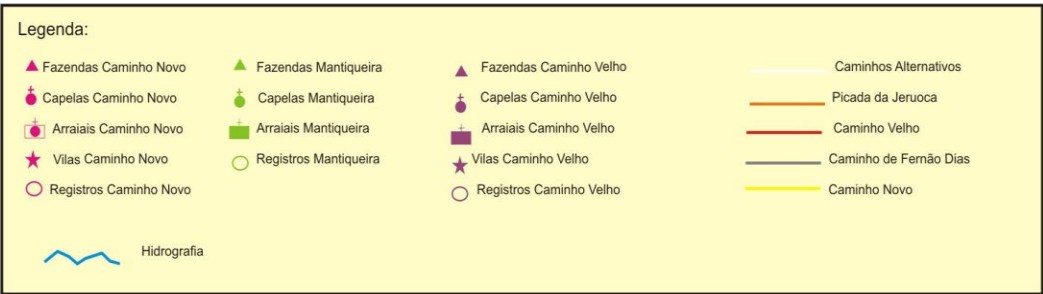 Legenda:
Fazendas Caminho Novo
Capelas Caminho Novo
Arraiais Caminho Novo
Vilas Caminho Novo
Registros Caminho Novo
Fazendas Mantiqueira
Capelas Mantiqueira
Arraiais Mantiqueira
Registros Mantiqueira
Fazendas Caminho Velho
Capelas Caminho Velho
Arraiais Caminho Velho
Vilas Caminho Velho
Registros Caminho Velho
Caminhos Alternativos
Picada da Jeruoca
Caminho Velho
Caminho de Fernão Dias
Caminho Novo
Hidrografia